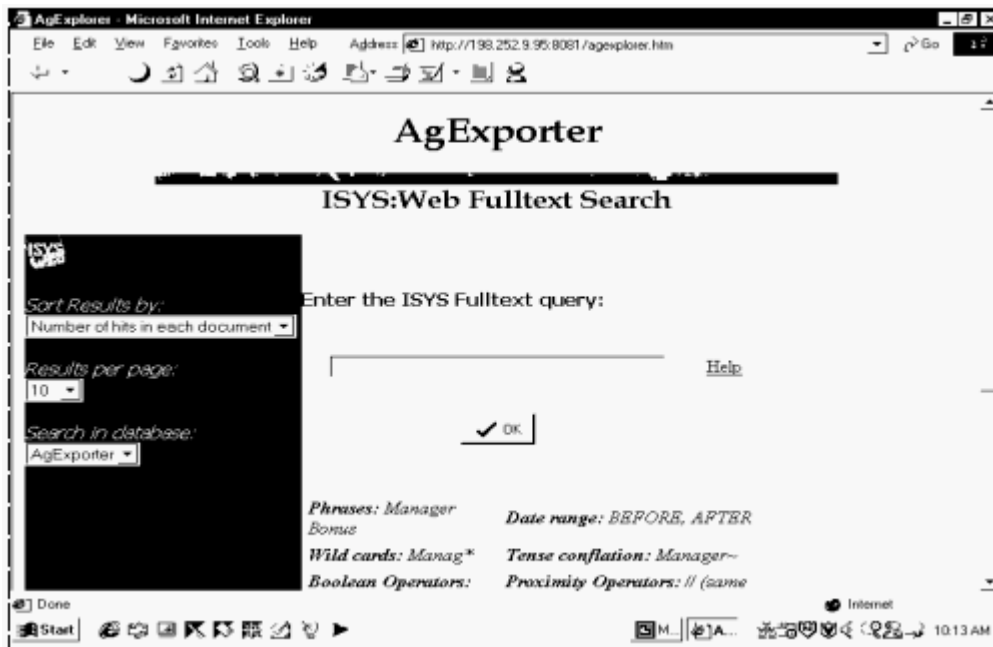 AgExplorer - Microsoft Internet Explorer
File Edit View Favorites Tools Help Address http://198.252.9.95:8081/agexplorer.htm Go
AgExporter
ISYS:Web Fulltext Search
ISYS
WEB
Sort Results by:
Number of hits in each document
Results per page:
10
Search in database:
AgExporter
Enter the ISYS Fulltext query:
Help
OK
Phrases: Manager Bonus
Date range: BEFORE, AFTER
Wild cards: Manag*
Tense conflation: Manager~
Boolean Operators:
Proximity Operators: // (same
Done
Internet
Start
M...
A...
10:13 AM